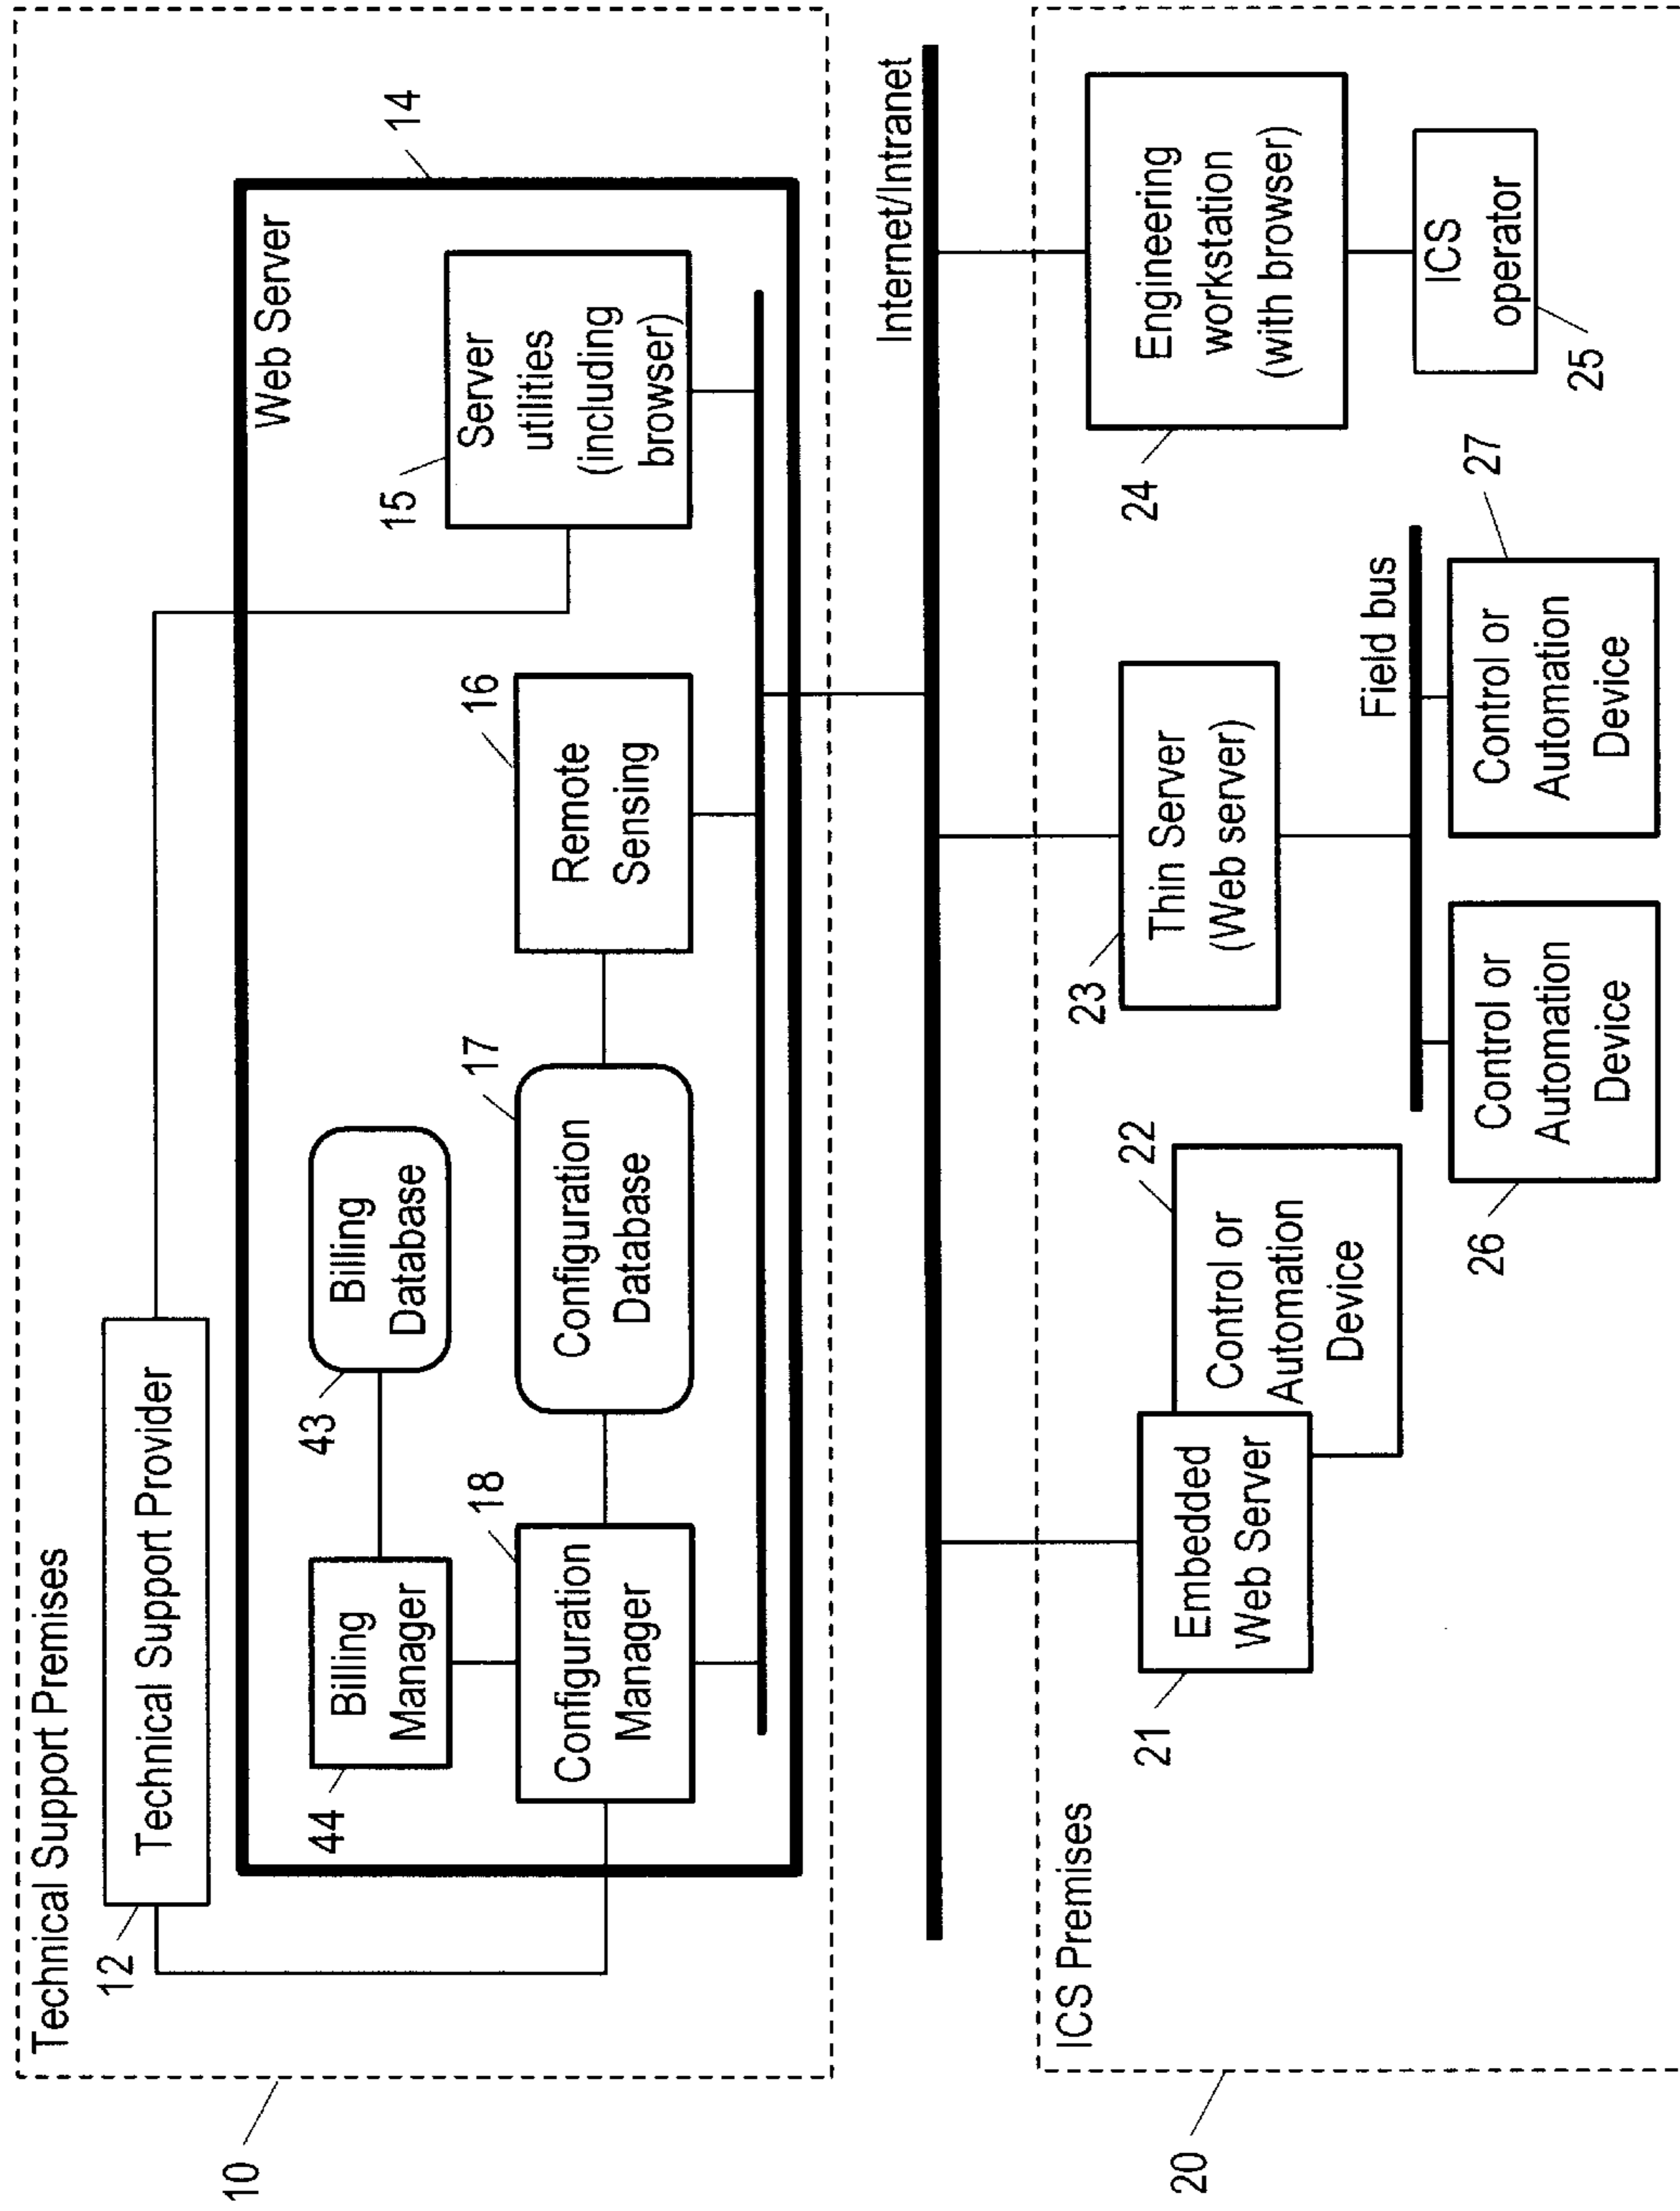 10
Technical Support Premises
12
Technical Support Provider
14
Web Server
44
Billing
Manager
43
Billing
Database
18
Configuration
Manager
17
Configuration
Database
16
Remote
Sensing
15
Server
utilities
(including
browser)
Internet/Intranet
20
ICS Premises
21
Embedded
Web Server
22
Control or
Automation
Device
23
Thin Server
(Web server)
24
Engineering
workstation
(with browser)
Field bus
26
Control or
Automation
Device
27
Control or
Automation
Device
25
ICS
operator